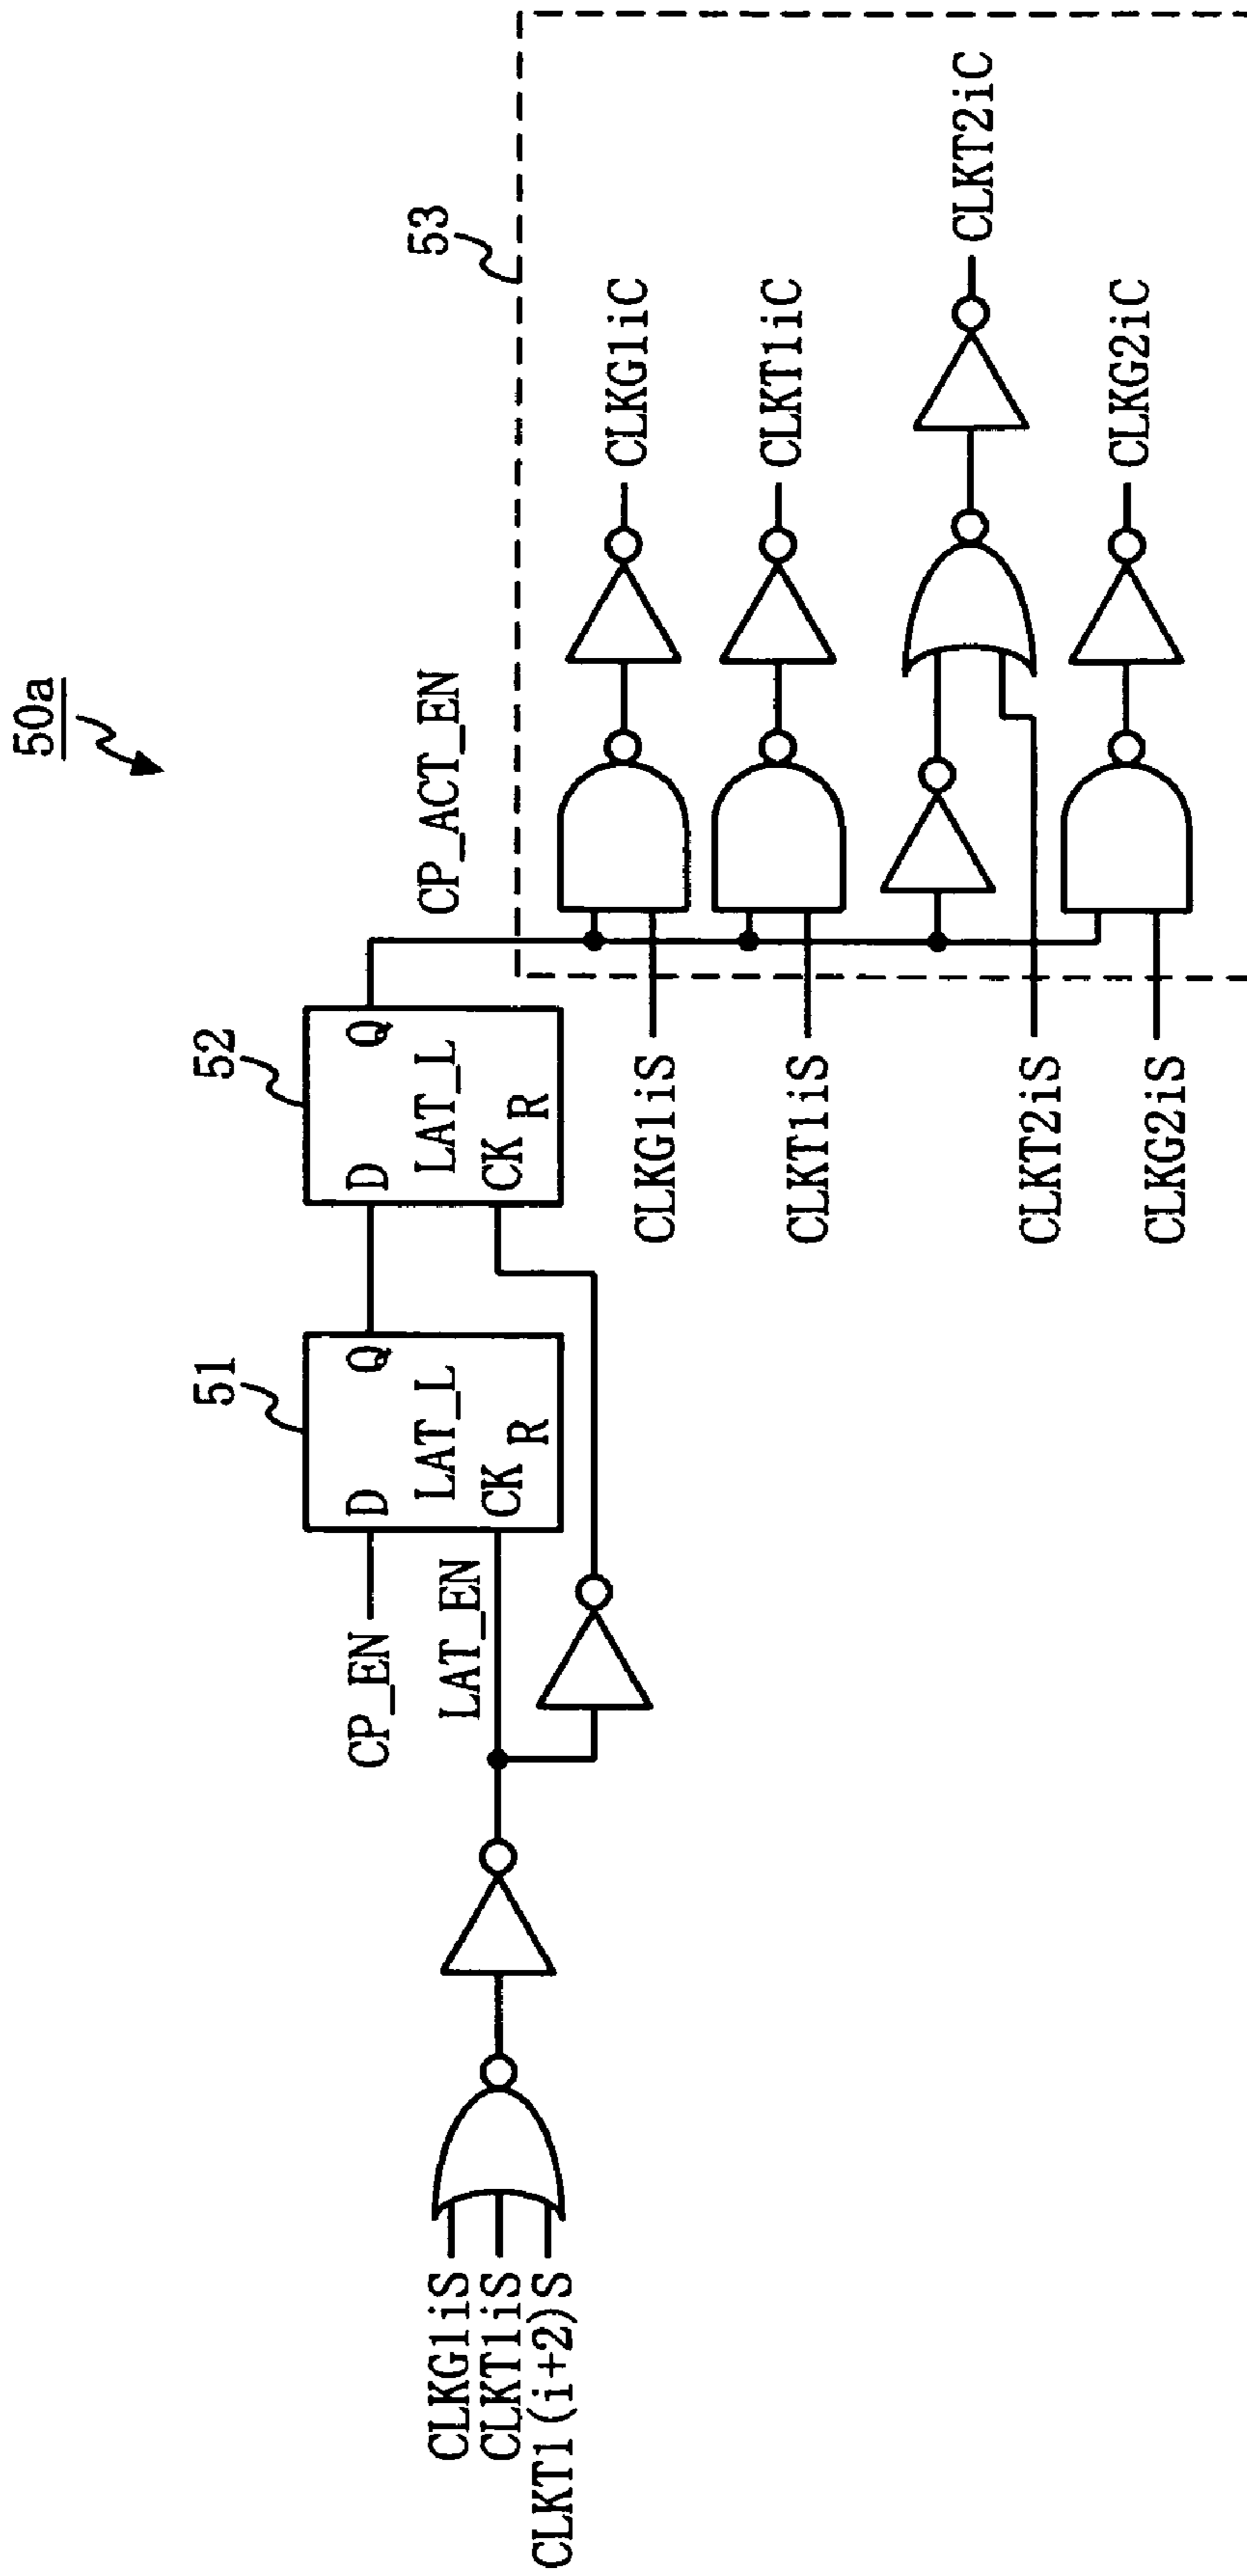 50a
53
CP_ACT_EN
52
51
D
Q
LAT_L
CK
R
D
Q
LAT_L
CK
R
CP_EN
LAT_EN
CLKG1iS
CLKT1iS
CLKT1(i+2)S
CLKG1iS
CLKT1iS
CLKT2iS
CLKG2iS
CLKG1iC
CLKT1iC
CLKT2iC
CLKG2iC